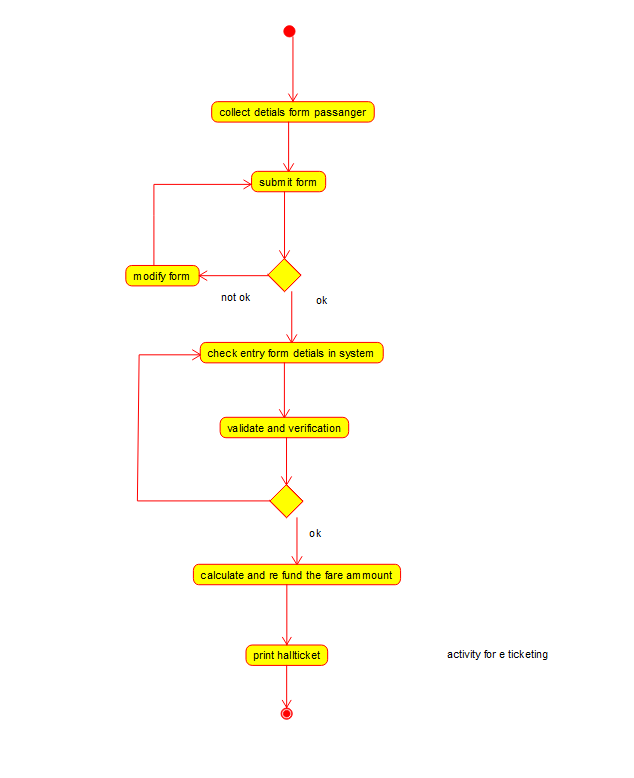 collect detials form passanger
submit form
modify form
not ok
ok
check entry form detials in system
validate and verification
ok
calculate and re fund the fare ammount
print hallticket
activity for e ticketing